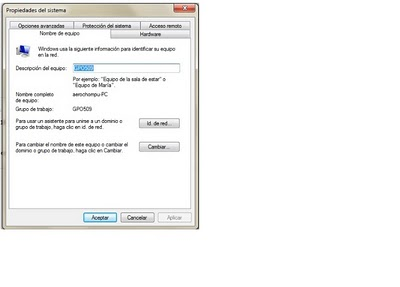 Propiedades del sistema
Opciones avanzadas
Protección del sistema
Acceso remoto
Nombre de equipo
Hardware
Windows usa la siguiente información para identificar su equipo
en la red.
Descripción del equipo:
GPO509
Por ejemplo: "Equipo de la sala de estar" o
"Equipo de María".
Nombre completo
de equipo:
aerochompu-PC
Grupo de trabajo:
GPO509
Para usar un asistente para unirse a un dominio o
grupo de trabajo, haga clic en Id. de red.
Id. de red...
Para cambiar el nombre de este equipo o cambiar el
dominio o grupo de trabajo, haga clic en Cambiar.
Cambiar...
Aceptar
Cancelar
Aplicar